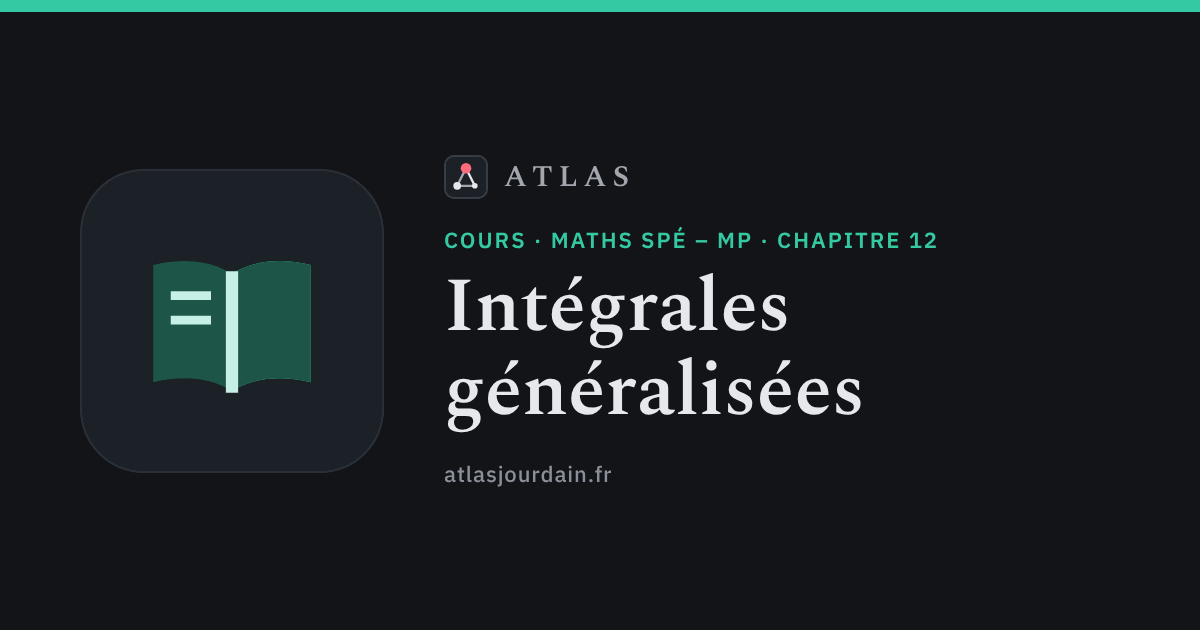 ATLAS
COURS · MATHS SPÉ – MP · CHAPITRE 12
Intégrales
généralisées
atlasjourdain.fr